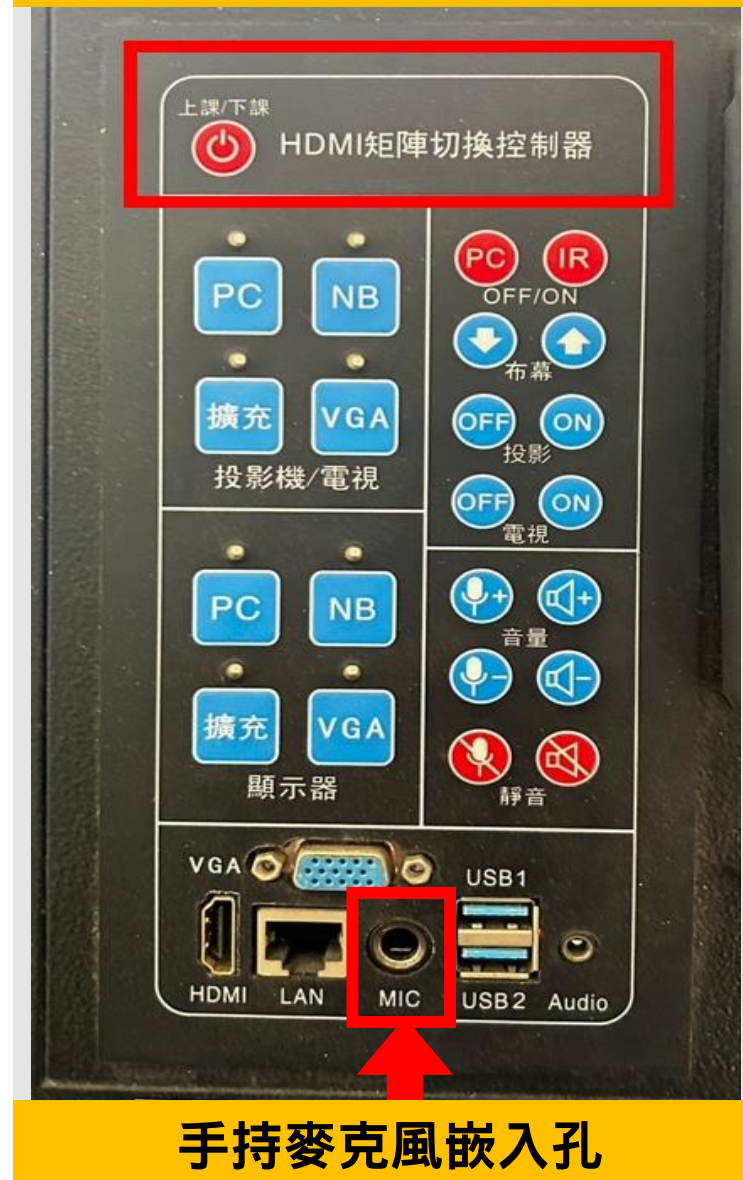 上課/下課
HDMI矩陣切換控制器
PC NB
擴充 VGA
投影機/電視
PC IR
OFF/ON
布幕
OFF ON
投影
OFF ON
電視
PC NB
擴充 VGA
顯示器
音量
靜音
VGA
USB1
HDMI LAN MIC USB2 Audio
手持麥克風嵌入孔